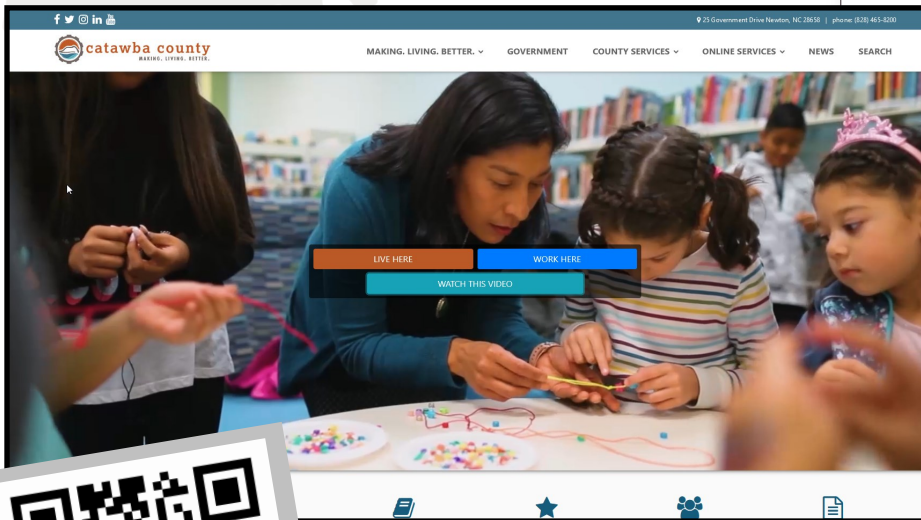 25 Government Drive Newton, NC 28658 | phone: (828) 465-8200
catawba county
MAKING. LIVING. BETTER.
MAKING. LIVING. BETTER. GOVERNMENT COUNTY SERVICES ONLINE SERVICES NEWS SEARCH
LIVE HERE WORK HERE
WATCH THIS VIDEO